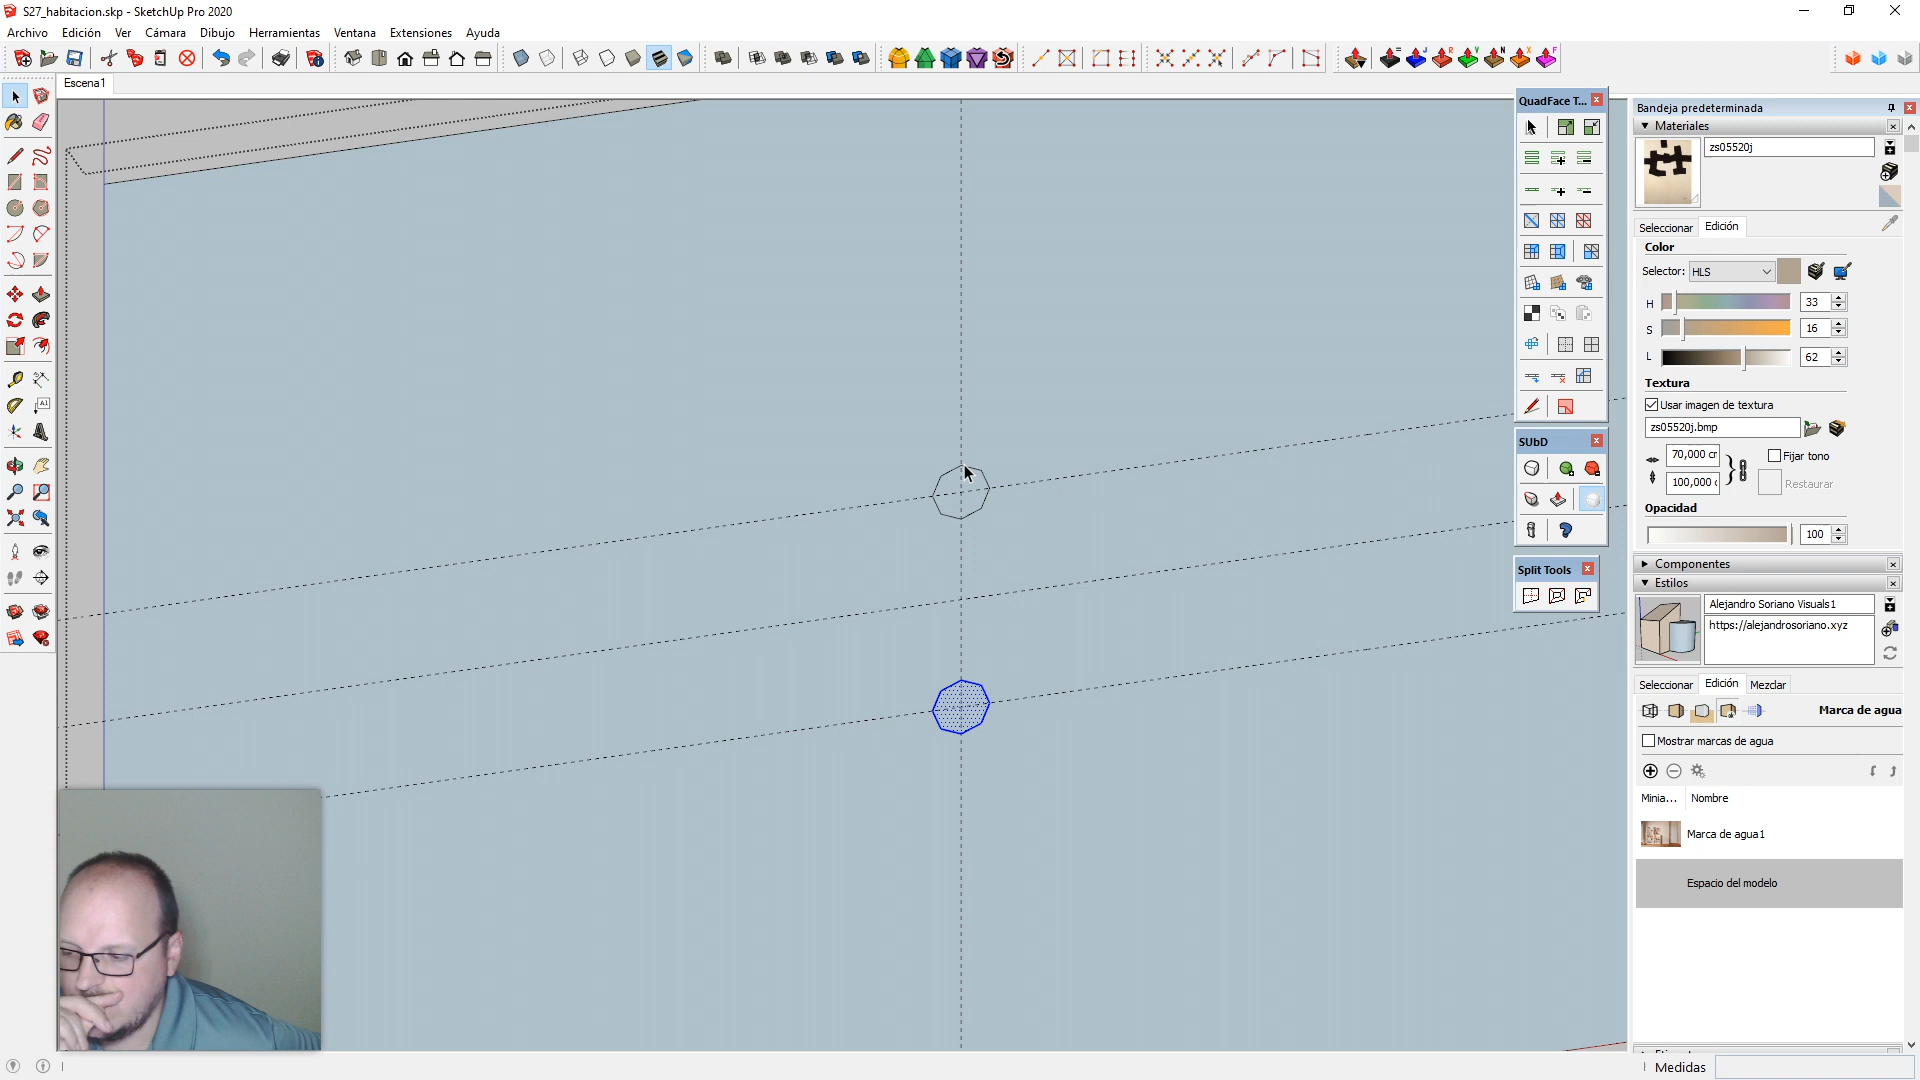 S27_habitacion.skp - SketchUp Pro 2020
Archivo Edición Ver Cámara Dibujo Herramientas Ventana Extensiones Ayuda
Escena1
QuadFace T...
SUbD
Split Tools
Bandeja predeterminada
Materiales
zs05520j
Seleccionar Edición
Color
Selector: HLS
H 33
S 16
L 62
Textura
Usar imagen de textura
zs05520j.bmp
70,000 cr
Fijar tono
100,000 (
Restaurar
Opacidad
100
Componentes
Estilos
Alejandro Soriano Visuals1
https://alejandrosoriano.xyz
Seleccionar Edición Mezclar
Marca de agua
Mostrar marcas de agua
Minia... Nombre
Marca de agua1
Espacio del modelo
Medidas